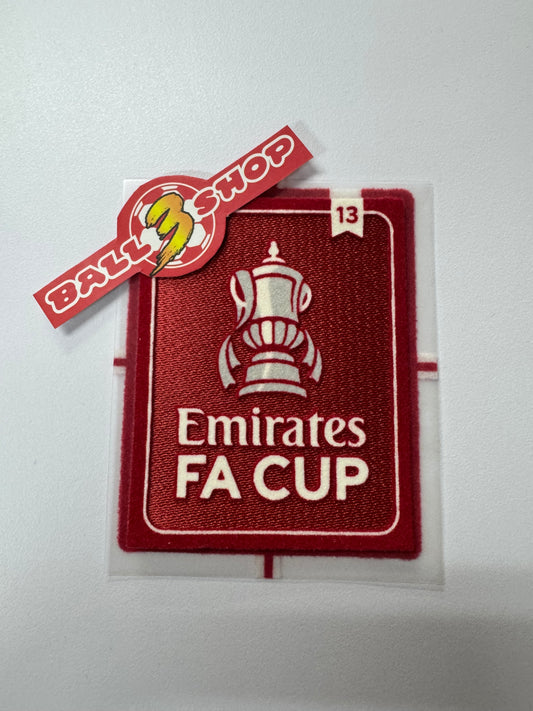 BALL 3 SHOP
13
Emirates
FA CUP